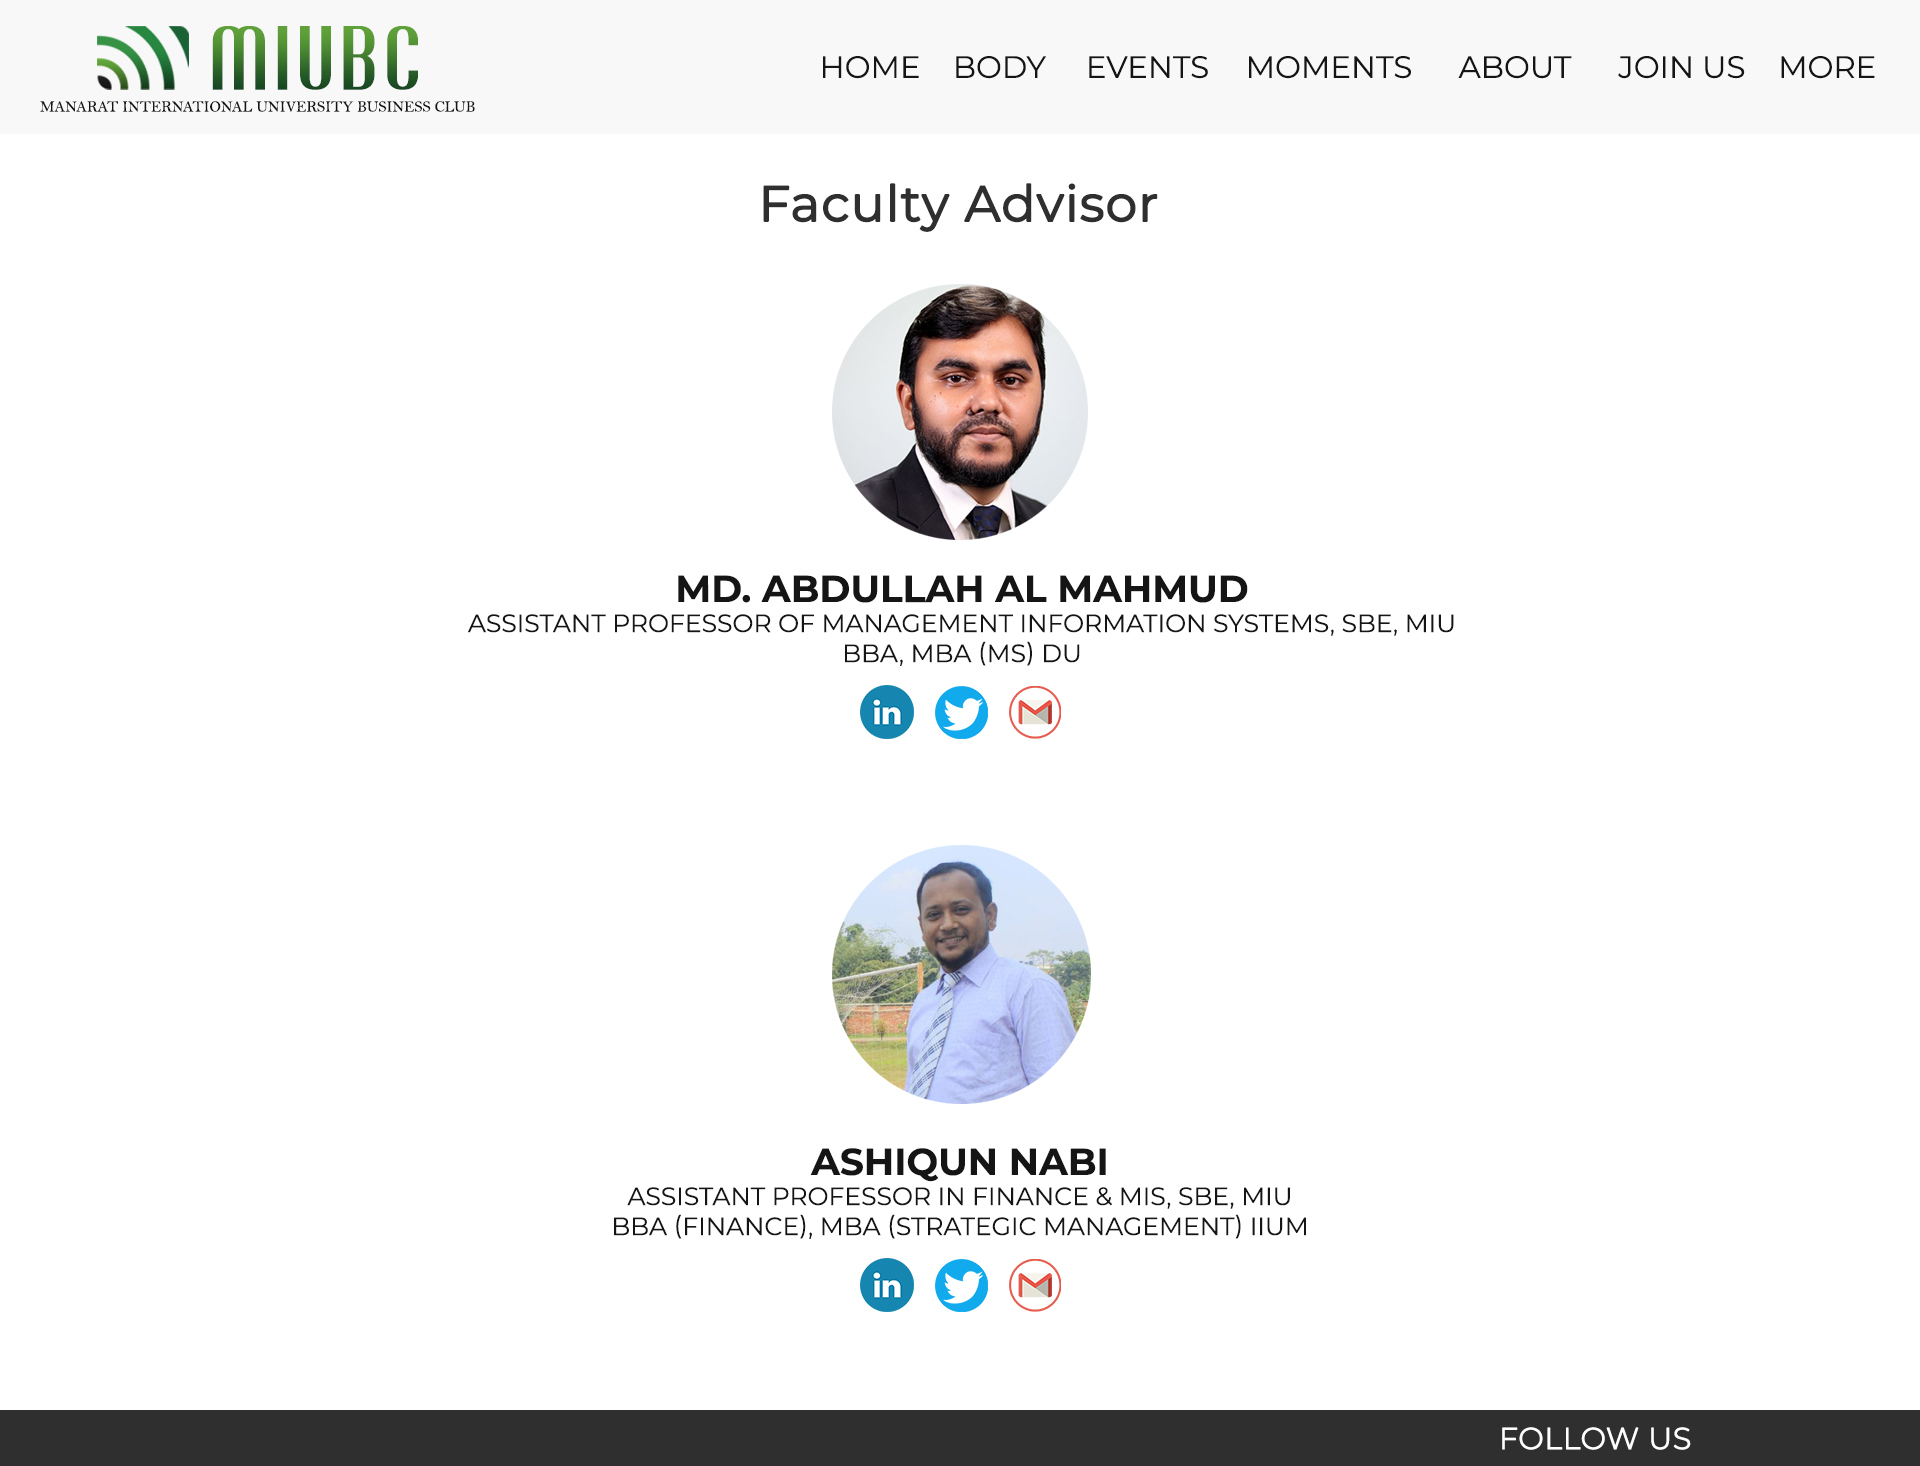 MIUBC
MANARAT INTERNATIONAL UNIVERSITY BUSINESS CLUB
HOME BODY EVENTS MOMENTS ABOUT JOIN US MORE
Faculty Advisor
MD. ABDULLAH AL MAHMUD
ASSISTANT PROFESSOR OF MANAGEMENT INFORMATION SYSTEMS, SBE, MIU
BBA, MBA (MS) DU
in
ASHIQUN NABI
ASSISTANT PROFESSOR IN FINANCE & MIS, SBE, MIU
BBA (FINANCE), MBA (STRATEGIC MANAGEMENT) IIUM
in
FOLLOW US